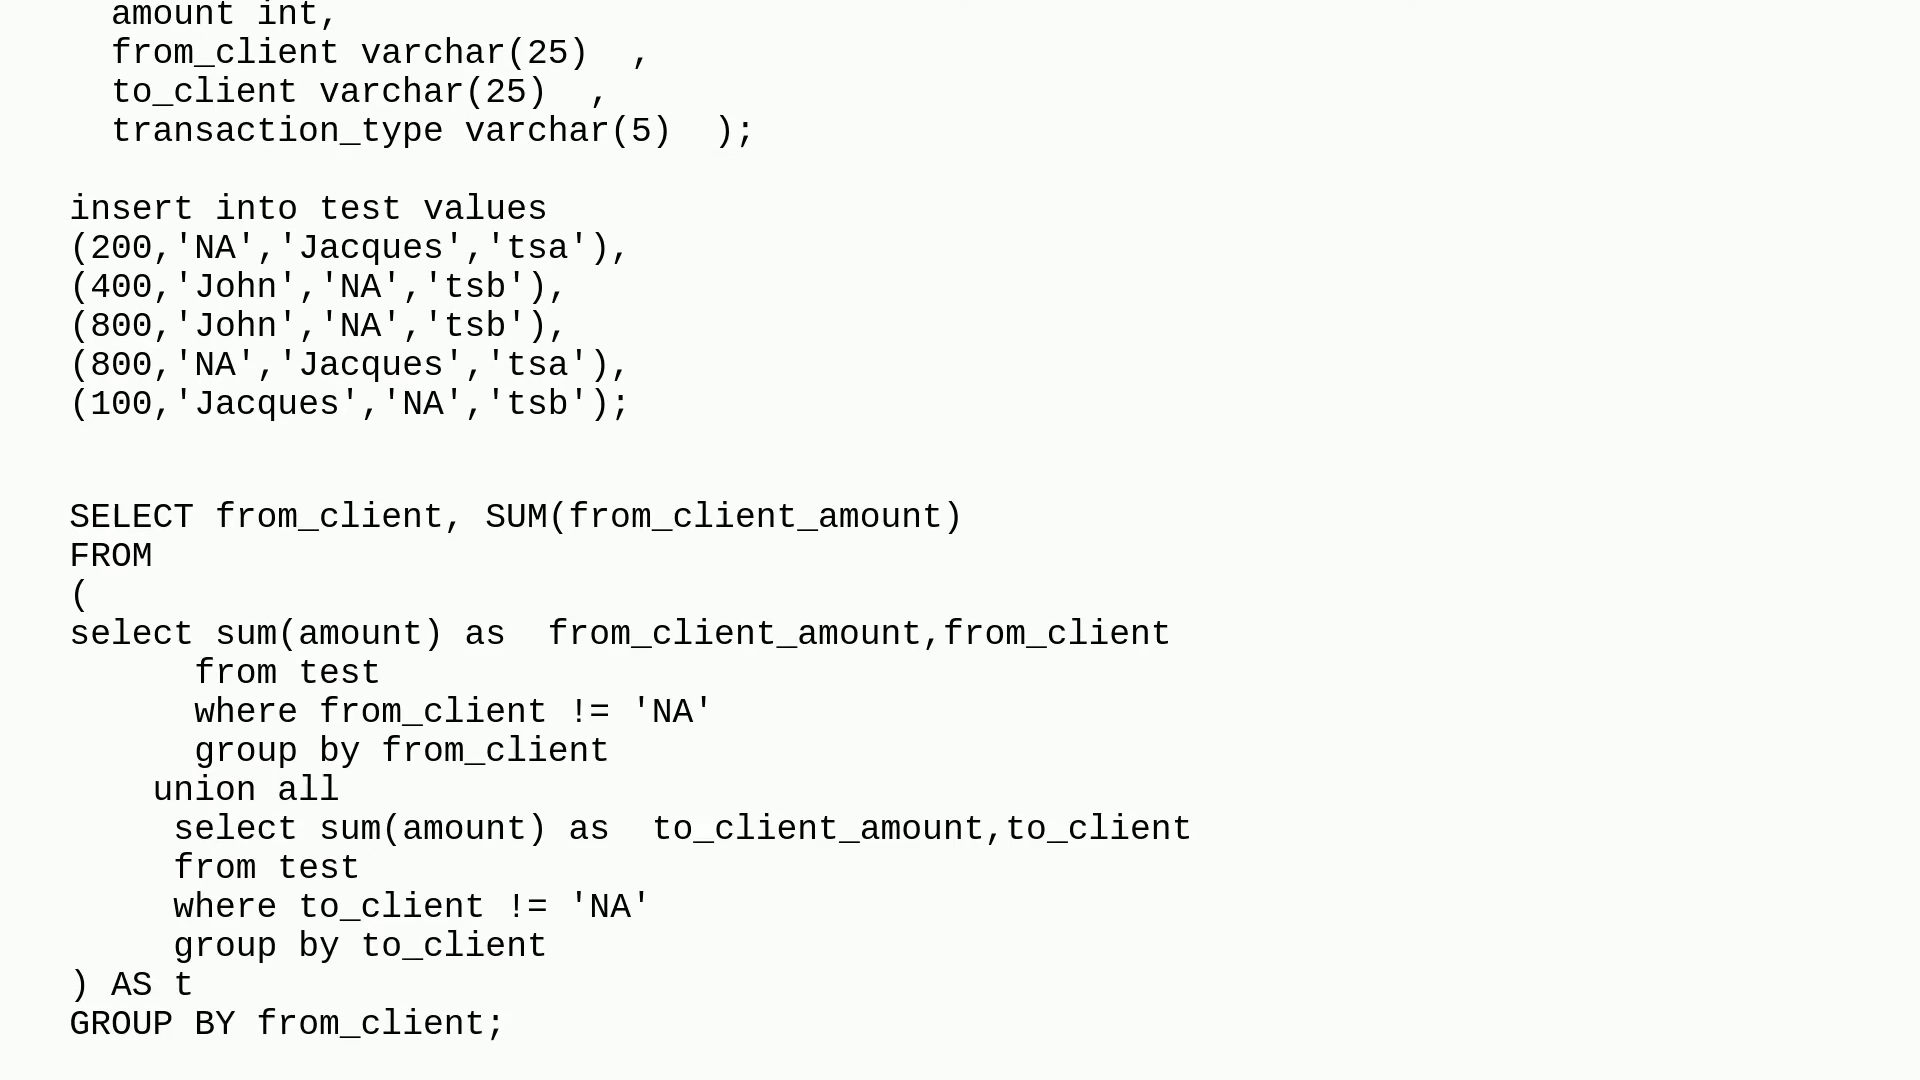 amount int,
from_client varchar(25)  ,
to_client varchar(25)  ,
transaction_type varchar(5)  );
insert into test values
(200,'NA','Jacques','tsa'),
(400,'John','NA','tsb'),
(800,'John','NA','tsb'),
(800,'NA','Jacques','tsa'),
(100,'Jacques','NA','tsb');
SELECT from_client, SUM(from_client_amount)
FROM
(
select sum(amount) as  from_client_amount,from_client
from test
where from_client != 'NA'
group by from_client
union all
select sum(amount) as  to_client_amount,to_client
from test
where to_client != 'NA'
group by to_client
) AS t
GROUP BY from_client;